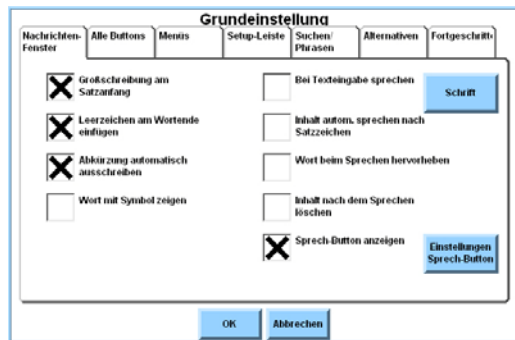 Grundeinstellung
Nachrichten-
Fenster
Alle Buttons
Menüs
Setup-Leiste
Suchen/
Phrasen
Alternativen
Fortgeschritt
Großschreibung am
Satzanfang
Leerzeichen am Wortende
einfügen
Abkürzung automatisch
ausschreiben
Wort mit Symbol zeigen
Bei Texteingabe sprechen
Schrift
Inhalt autom. sprechen nach
Satzzeichen
Wort beim Sprechen hervorheben
Inhalt nach dem Sprechen
löschen
Sprech-Button anzeigen
Einstellungen
Sprech-Button
OK
Abbrechen